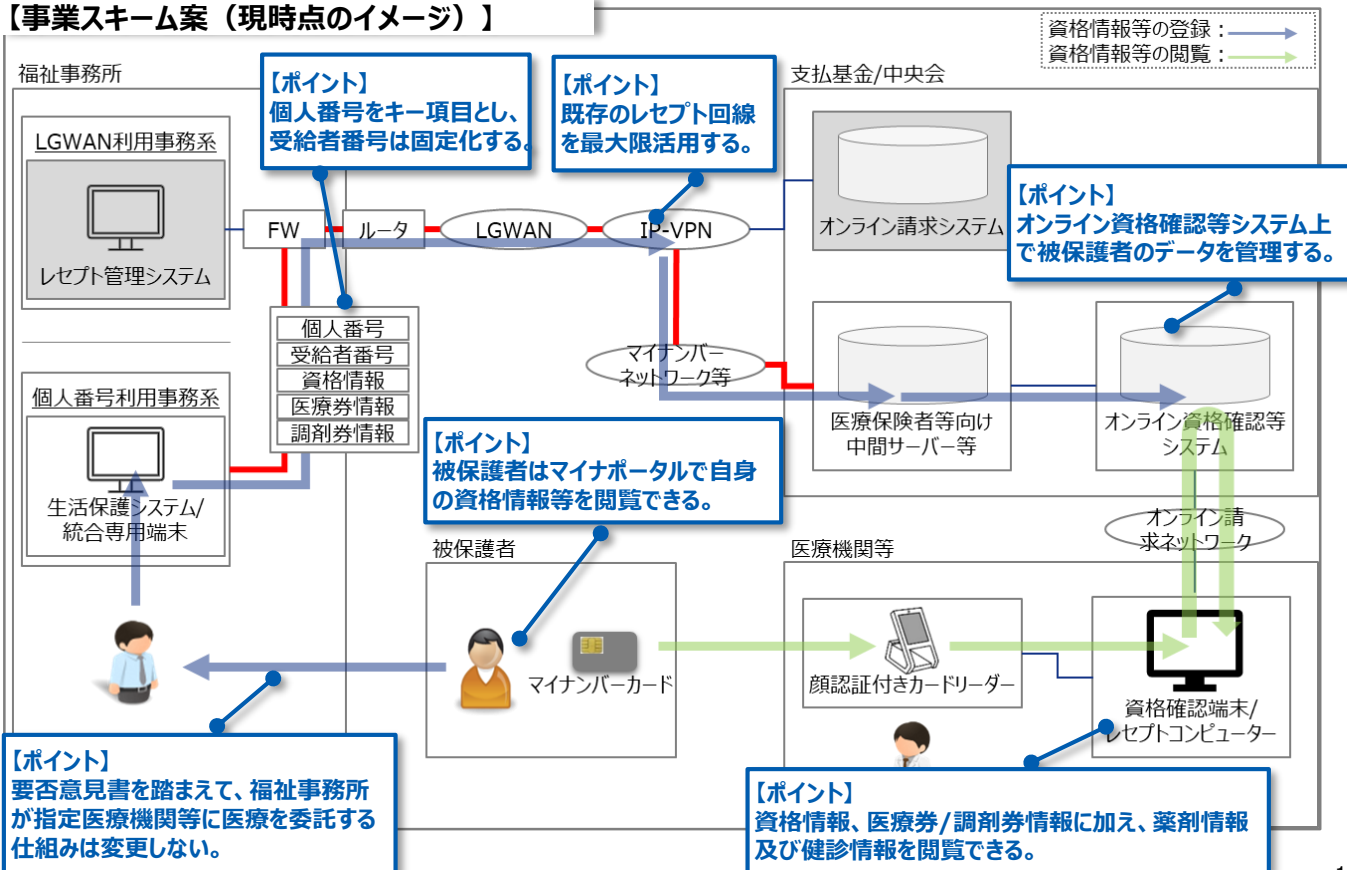 【事業スキーム案（現時点のイメージ）】
資格情報等の登録：
資格情報等の閲覧：
福祉事務所
【ポイント】
個人番号をキー項目とし、
受給者番号は固定化する。
【ポイント】
既存のレセプト回線
を最大限活用する。
支払基金/中央会
LGWAN利用事務系
レセプト管理システム
FW
ルータ
LGWAN
IP-VPN
オンライン請求システム
【ポイント】
オンライン資格確認等システム上
で被保護者のデータを管理する。
個人番号
受給者番号
資格情報
医療券情報
調剤券情報
マイナンバー
ネットワーク等
医療保険者等向け
中間サーバー等
オンライン資格確認等
システム
個人番号利用事務系
生活保護システム/
統合専用端末
【ポイント】
被保護者はマイナポータルで自身
の資格情報等を閲覧できる。
オンライン請
求ネットワーク
被保護者
マイナンバーカード
医療機関等
顔認証付きカードリーダー
資格確認端末/
レセプトコンピューター
【ポイント】
要否意見書を踏まえて、福祉事務所
が指定医療機関等に医療を委託する
仕組みは変更しない。
【ポイント】
資格情報、医療券/調剤券情報に加え、薬剤情報
及び健診情報を閲覧できる。